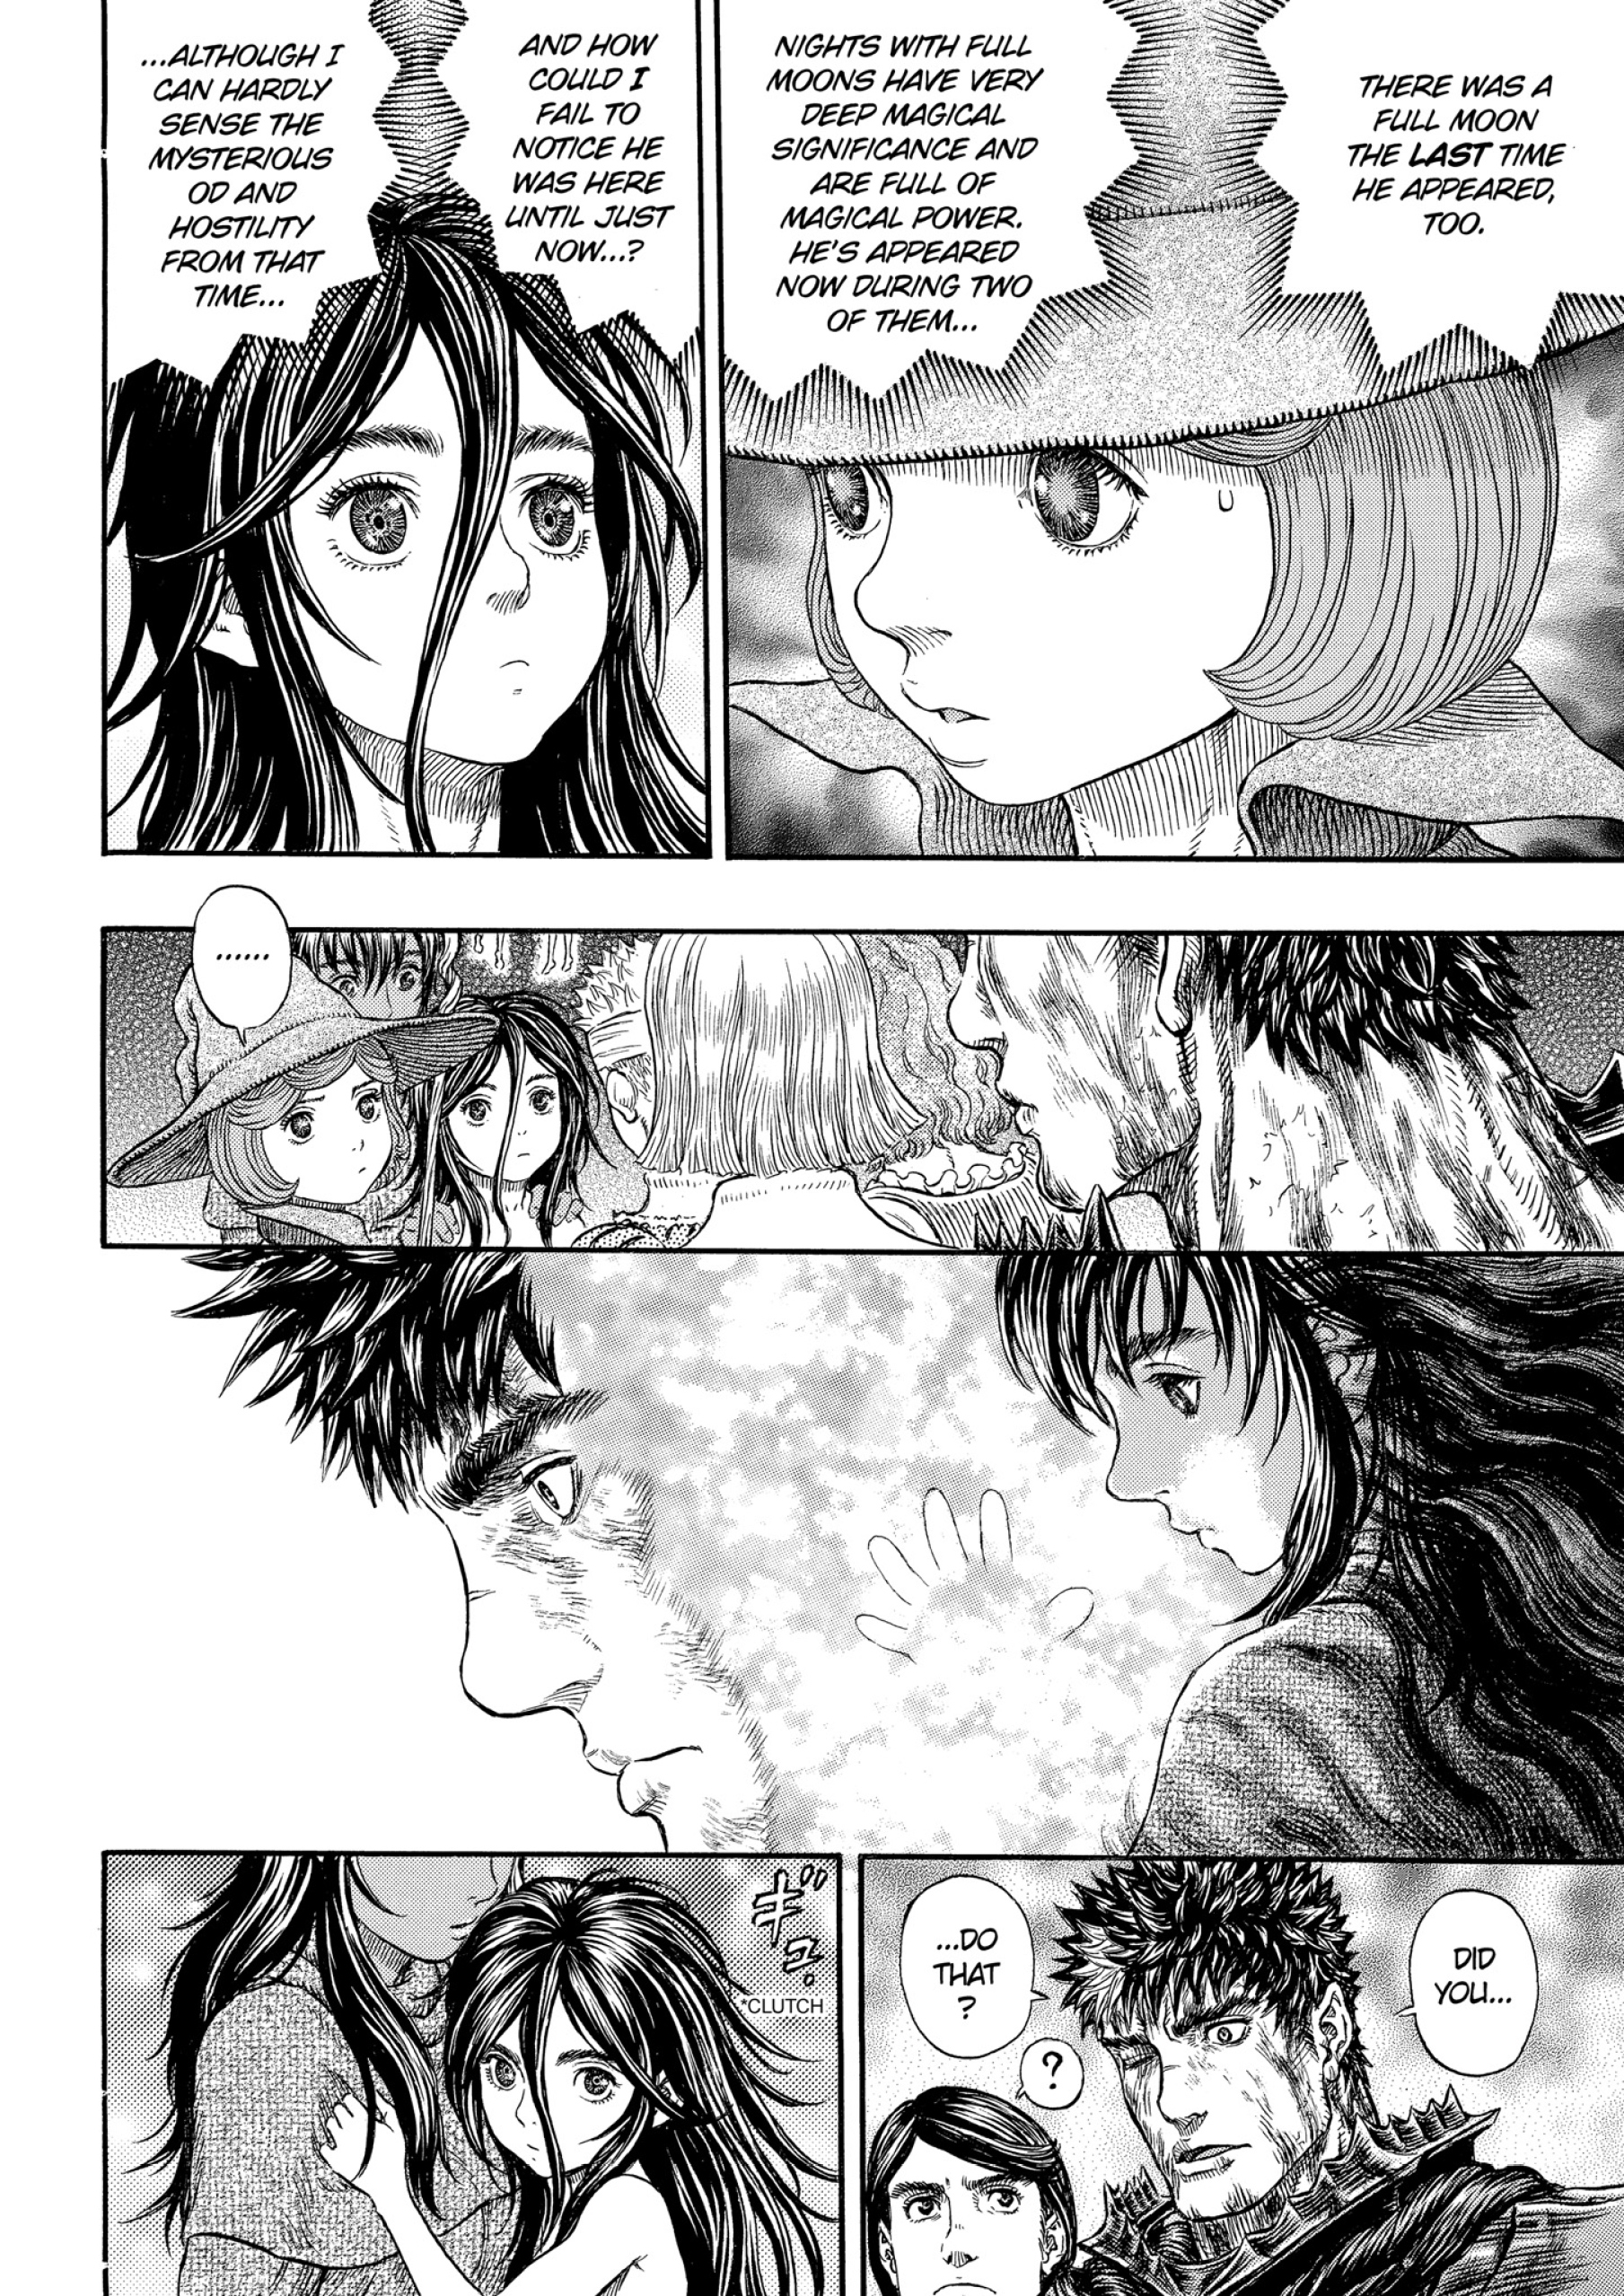 THERE WAS A
FULL MOON
THE LAST TIME
HE APPEARED,
TOO.
NIGHTS WITH FULL
MOONS HAVE VERY
DEEP MAGICAL
SIGNIFICANCE AND
ARE FULL OF
MAGICAL POWER.
HE'S APPEARED
NOW DURING TWO
OF THEM...
AND HOW
COULD I
FAIL TO
NOTICE HE
WAS HERE
UNTIL JUST
NOW...?
...ALTHOUGH I
CAN HARDLY
SENSE THE
MYSTERIOUS
OD AND
HOSTILITY
FROM THAT
TIME...
......
DID
YOU...
...DO
THAT
?
?
ギュ
*CLUTCH